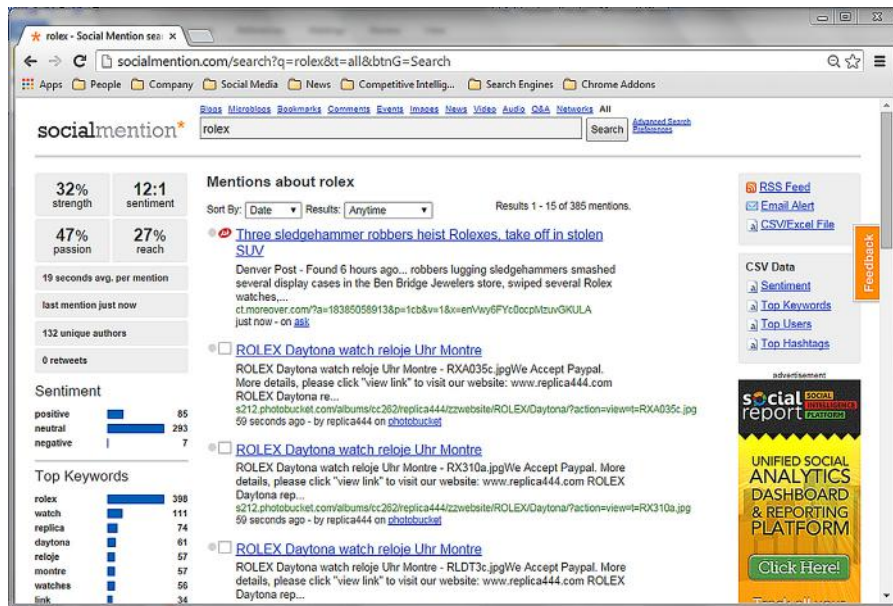 rolex - Social Mention sea
socialmention.com/search?q=rolex&t=all&btnG=Search
Apps People Company Social Media News Competitive Intellig... Search Engines Chrome Addons
Blogs Microblogs Bookmarks Comments Events Images News Video Audio Q&A Networks All
socialmention*
rolex
Search
Advanced Search
Preferences
32%
strength
12:1
sentiment
47%
passion
27%
reach
19 seconds avg. per mention
last mention just now
132 unique authors
0 retweets
Sentiment
positive 85
neutral 293
negative 7
Top Keywords
rolex 398
watch 111
replica 74
daytona 61
reloje 57
montre 57
watches 56
link 34
Mentions about rolex
Sort By: Date Results: Anytime Results 1 - 15 of 385 mentions.
Three sledgehammer robbers heist Rolexes, take off in stolen
SUV
Denver Post - Found 6 hours ago... robbers lugging sledgehammers smashed
several display cases in the Ben Bridge Jewelers store, swiped several Rolex
watches,...
ct.moreover.com/?a=18385058913&p=1cb&v=1&x=enVwy6FYc0ocpMzuvGKULA
just now - on ask
ROLEX Daytona watch reloje Uhr Montre
ROLEX Daytona watch reloje Uhr Montre - RXA035c.jpgWe Accept Paypal.
More details, please click "view link" to visit our website: www.replica444.com
ROLEX Daytona re...
s212.photobucket.com/albums/cc262/replica444/zzwebsite/ROLEX/Daytona/?action=view¤t=RXA035c.jpg
59 seconds ago - by replica444 on photobucket
ROLEX Daytona watch reloje Uhr Montre
ROLEX Daytona watch reloje Uhr Montre - RX310a.jpgWe Accept Paypal. More
details, please click "view link" to visit our website: www.replica444.com ROLEX
Daytona rep...
s212.photobucket.com/albums/cc262/replica444/zzwebsite/ROLEX/Daytona/?action=view¤t=RX310a.jpg
59 seconds ago - by replica444 on photobucket
ROLEX Daytona watch reloje Uhr Montre
ROLEX Daytona watch reloje Uhr Montre - RLDT3c.jpgWe Accept Paypal. More
details, please click "view link" to visit our website: www.replica444.com ROLEX
Daytona rep...
RSS Feed
Email Alert
CSV/Excel File
Feedback
CSV Data
Sentiment
Top Keywords
Top Users
Top Hashtags
advertisement
social
report
SOCIAL
INTELLIGENCE
PLATFORM
UNIFIED SOCIAL
ANALYTICS
DASHBOARD
& REPORTING
PLATFORM
Click Here!